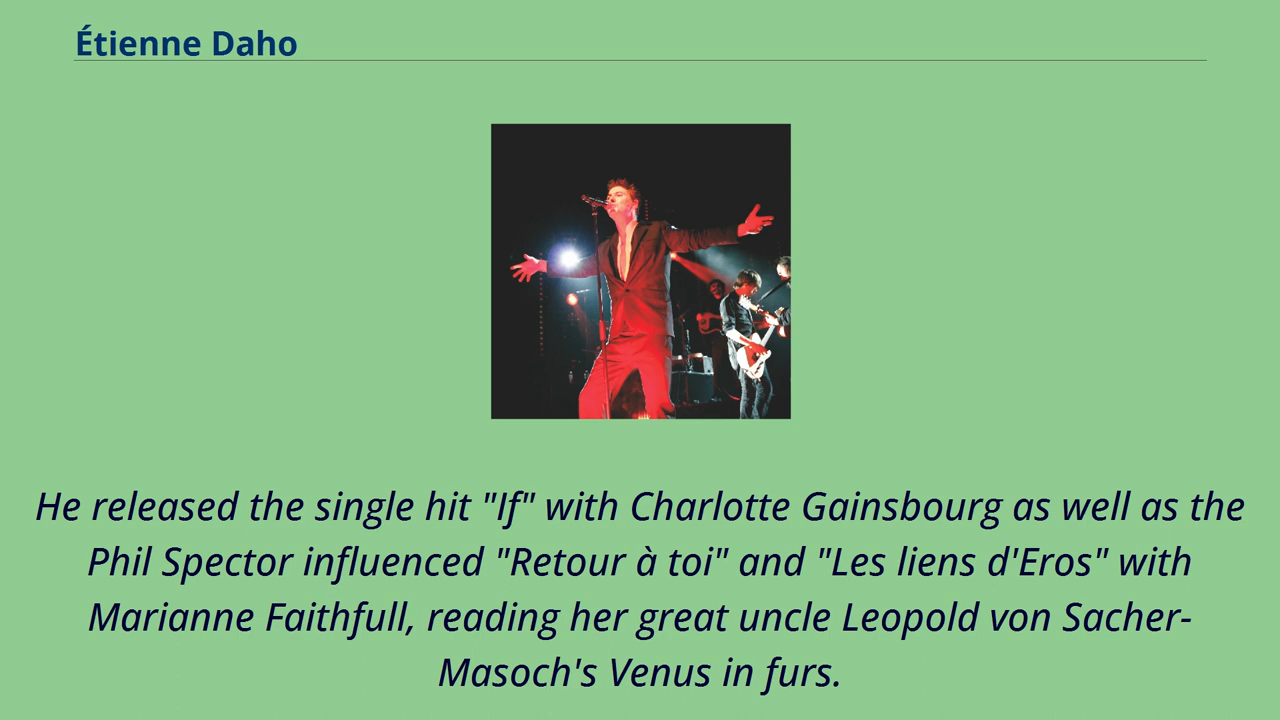 Étienne Daho
He released the single hit "If" with Charlotte Gainsbourg as well as the
Phil Spector influenced "Retour à toi" and "Les liens d'Eros" with
Marianne Faithfull, reading her great uncle Leopold von Sacher-
Masoch's Venus in furs.